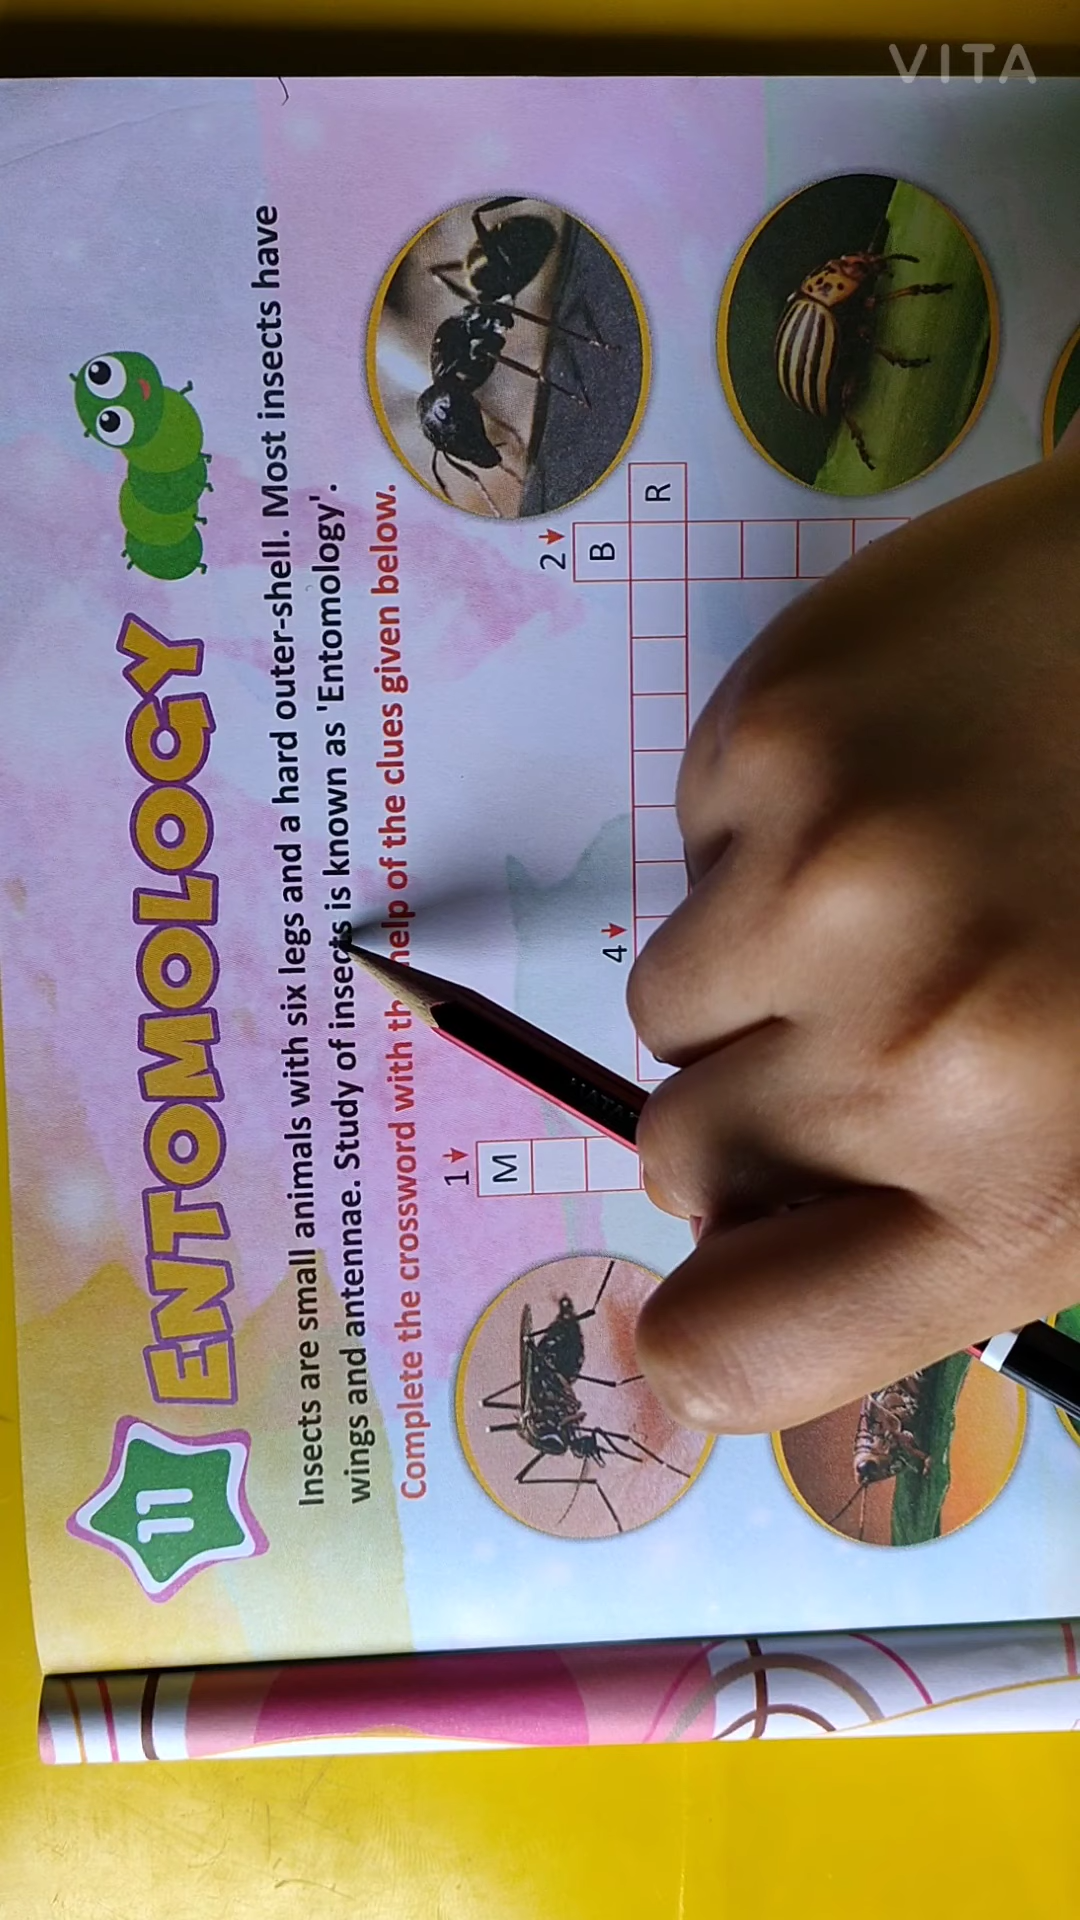 VITA
11 ENTOMOLOGY
Insects are small animals with six legs and a hard outer-shell. Most insects have
wings and antennae. Study of insects is known as 'Entomology'.
Complete the crossword with the help of the clues given below.
1
M
2
B
R
4